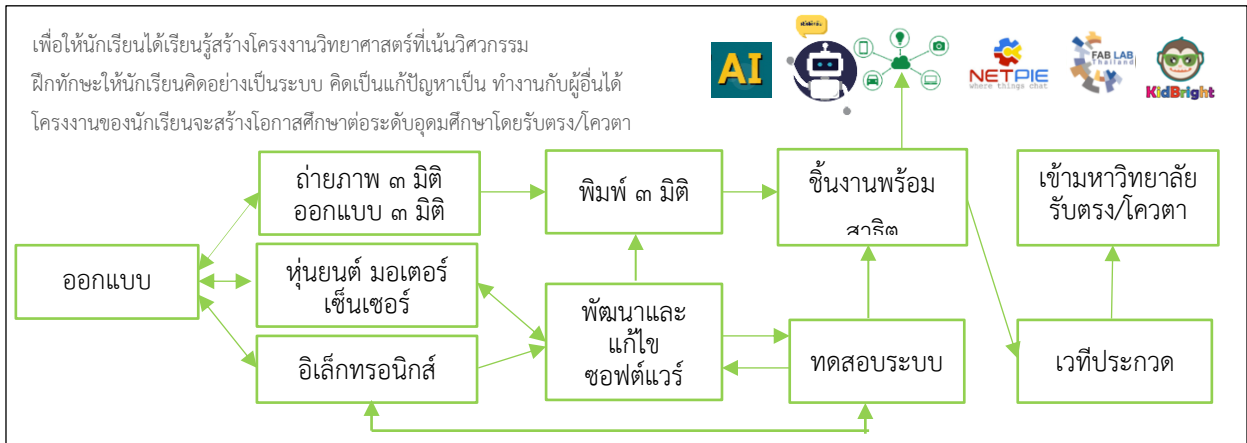 เพื่อให้นักเรียนได้เรียนรู้สร้างโครงงานวิทยาศาสตร์ที่เน้นวิศวกรรม
ฝึกทักษะให้นักเรียนคิดอย่างเป็นระบบ คิดเป็นแก้ปัญหาเป็น ทำงานกับผู้อื่นได้
โครงงานของนักเรียนจะสร้างโอกาสศึกษาต่อระดับอุดมศึกษาโดยรับตรง/โควตา
AI
NETPIE
where things chat
FAB LAB
Thailand
KidBright
ถ่ายภาพ ๓ มิติ
ออกแบบ ๓ มิติ
พิมพ์ ๓ มิติ
ชิ้นงานพร้อม
สาธิต
เข้ามหาวิทยาลัย
รับตรง/โควตา
ออกแบบ
หุ่นยนต์ มอเตอร์
เซ็นเซอร์
พัฒนาและ
แก้ไข
ซอฟต์แวร์
อิเล็กทรอนิกส์
ทดสอบระบบ
เวทีประกวด